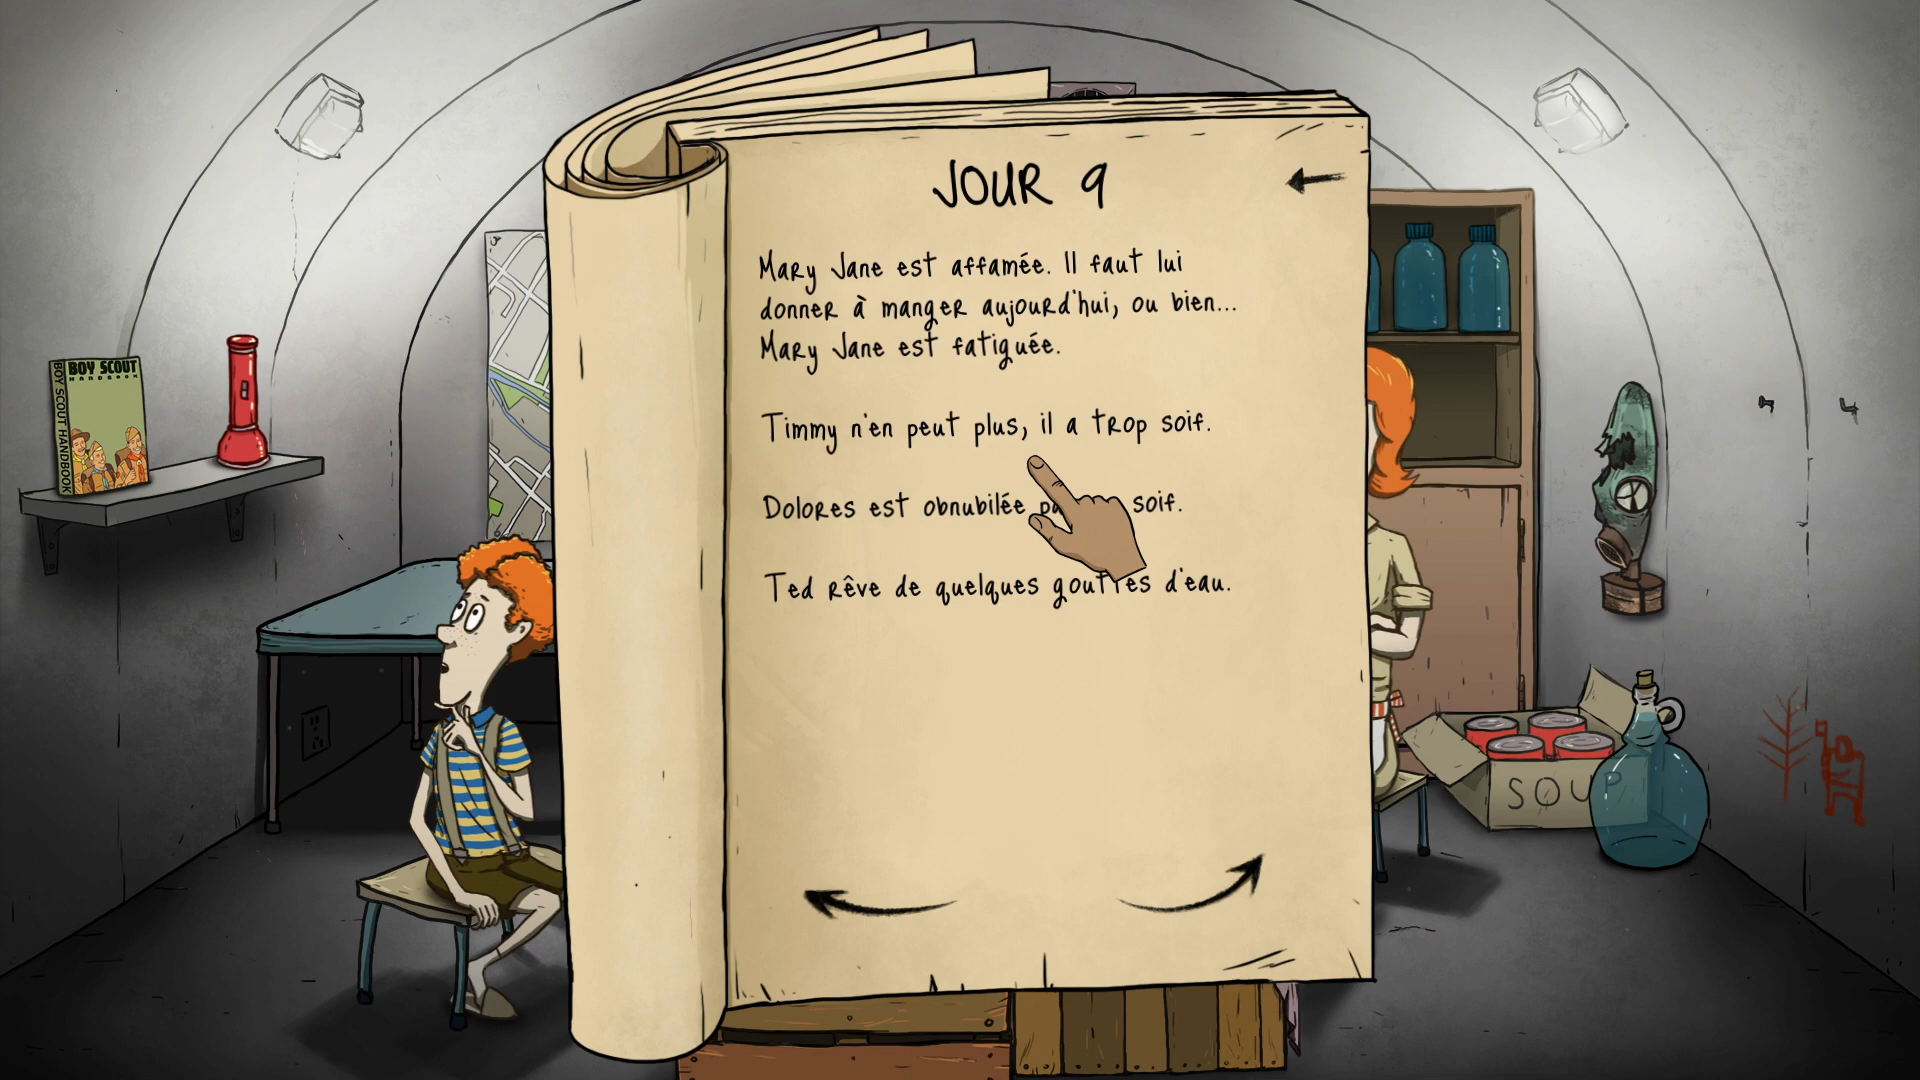 JOUR 9
Mary Jane est affamée. Il faut lui
donner à manger aujourd'hui, ou bien...
Mary Jane est fatiguée.
Timmy n'en peut plus, il a trop soif.
Dolores est obnubilée soif.
Ted rêve de quelques gouttes d'eau.
BOY SCOUT
HANDBOOK
BOY SCOUT HANDBOOK
SOUP